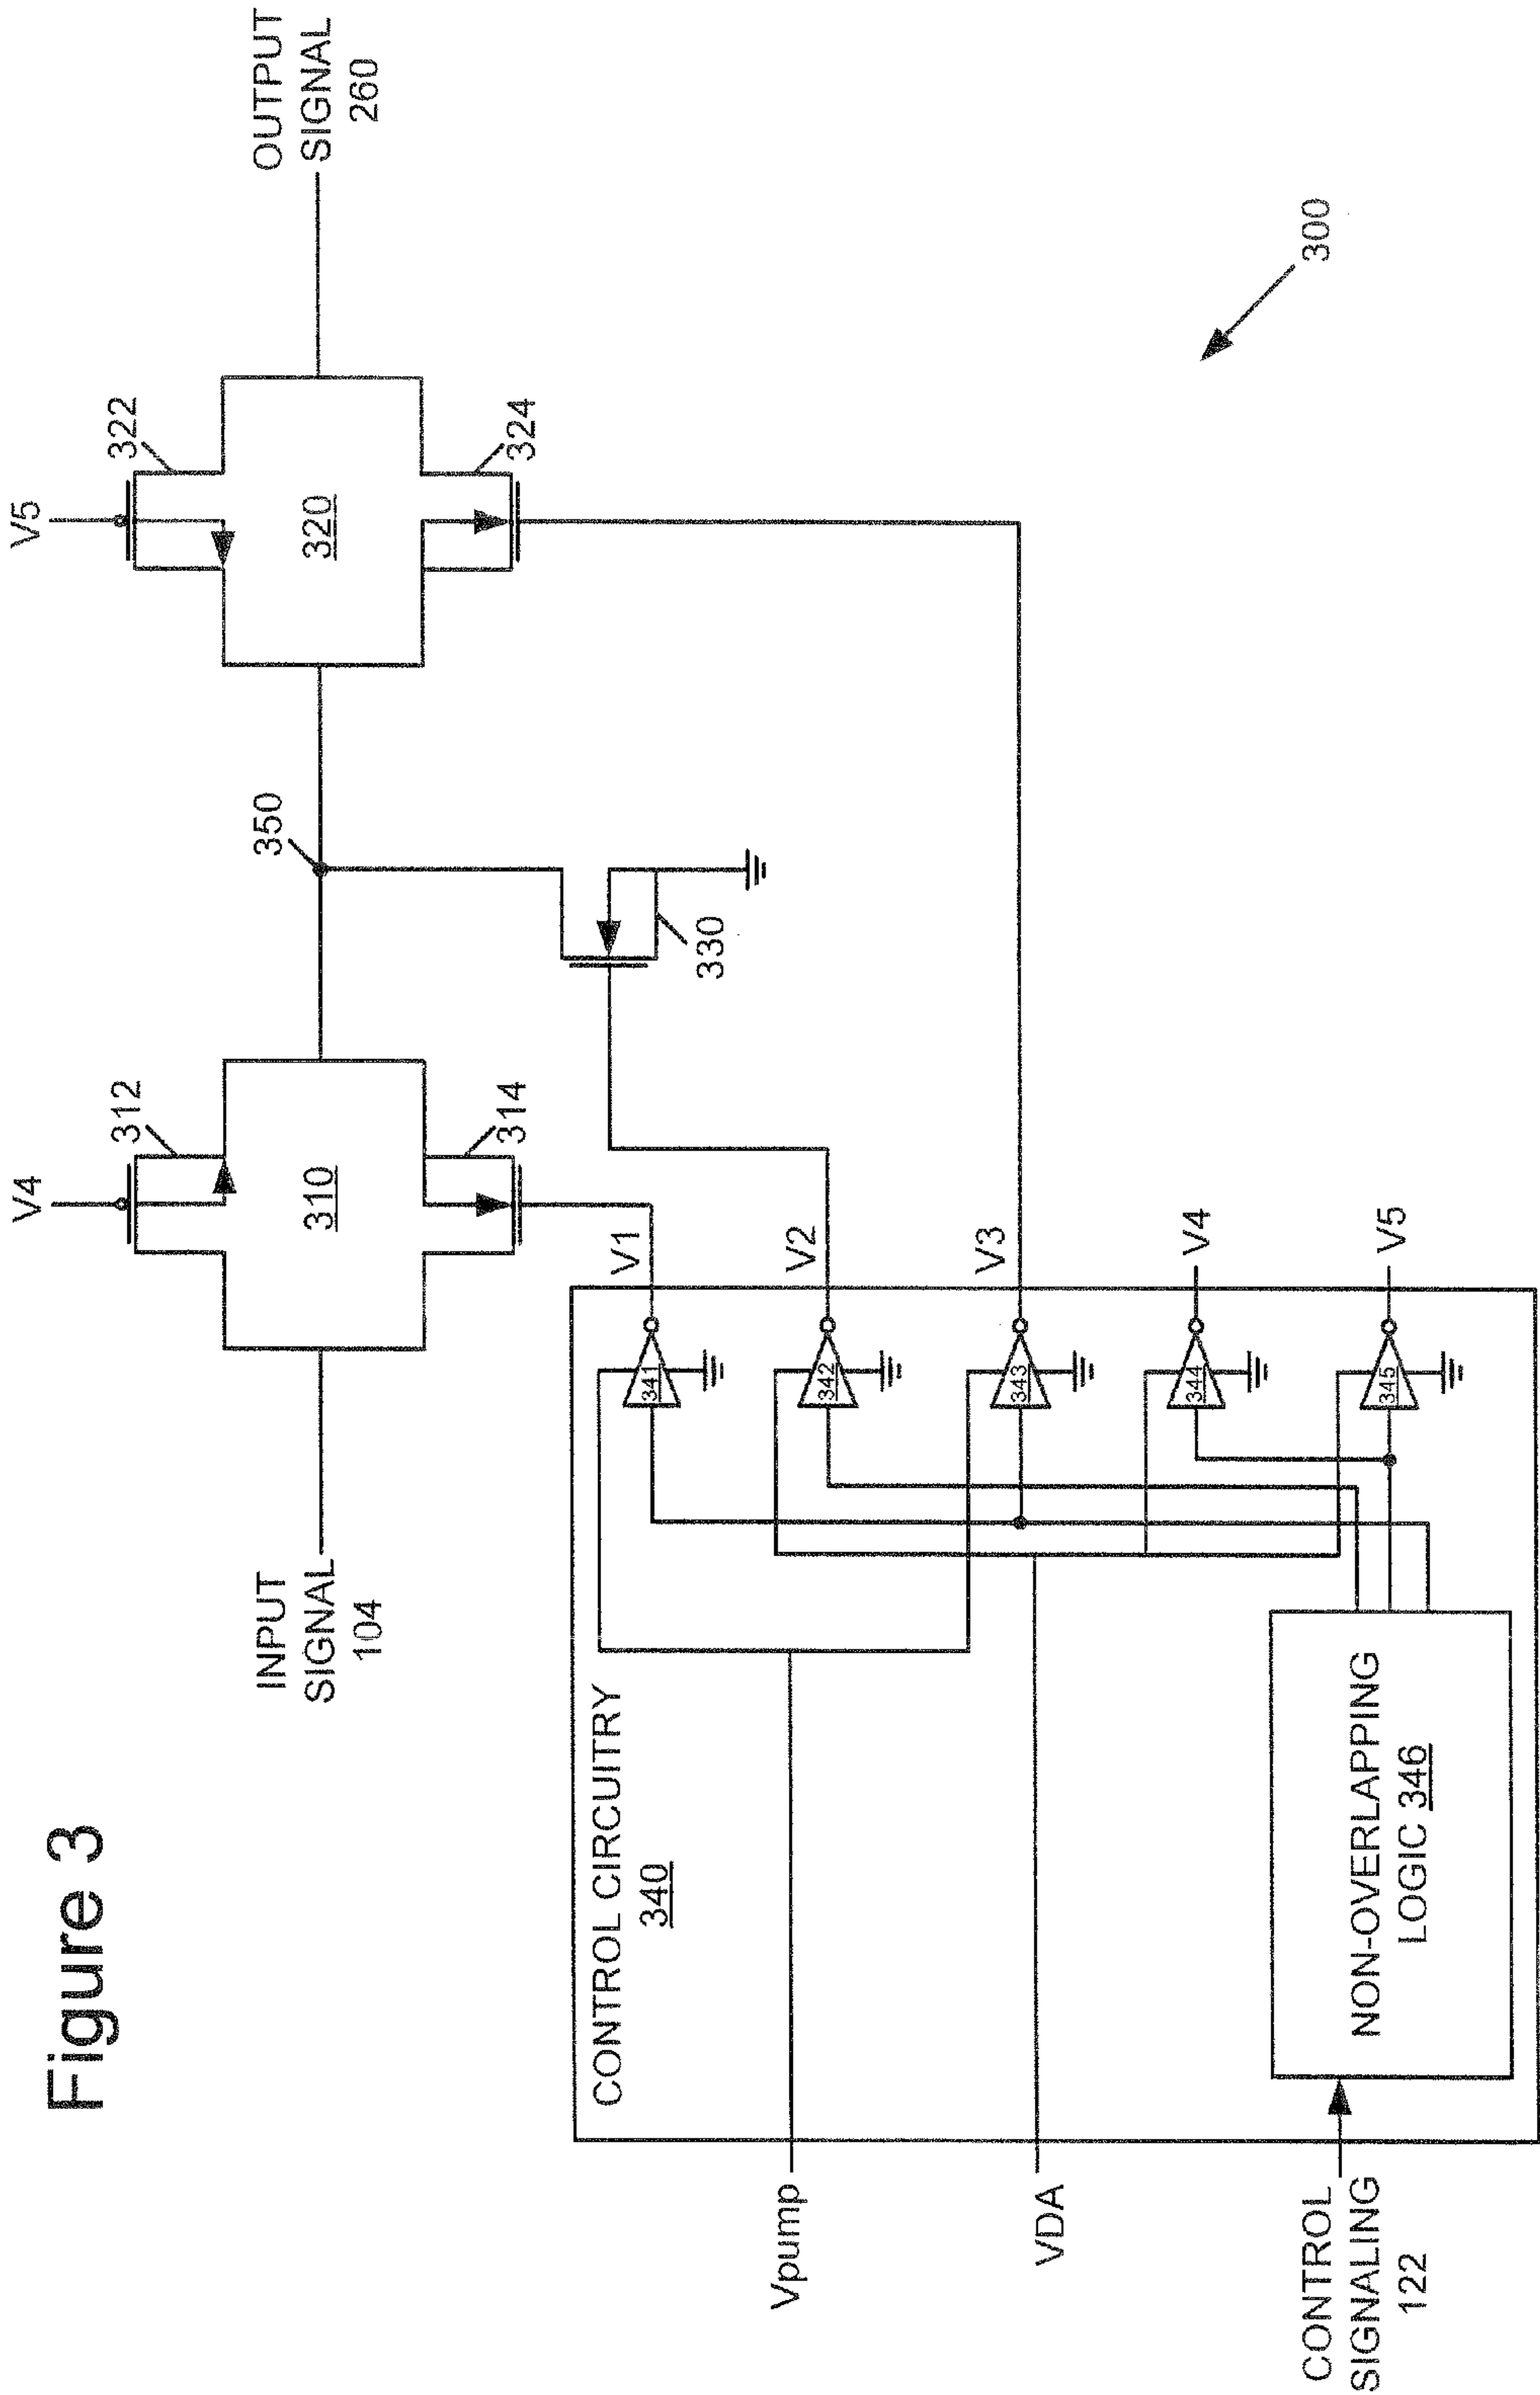 Figure 3
INPUT
SIGNAL
104
V4
312
310
314
350
330
V5
322
320
324
OUTPUT
SIGNAL
260
300
CONTROL CIRCUITRY
340
Vpump
VDA
CONTROL
SIGNALING
122
NON-OVERLAPPING
LOGIC 346
341
V1
342
V2
343
V3
344
V4
345
V5